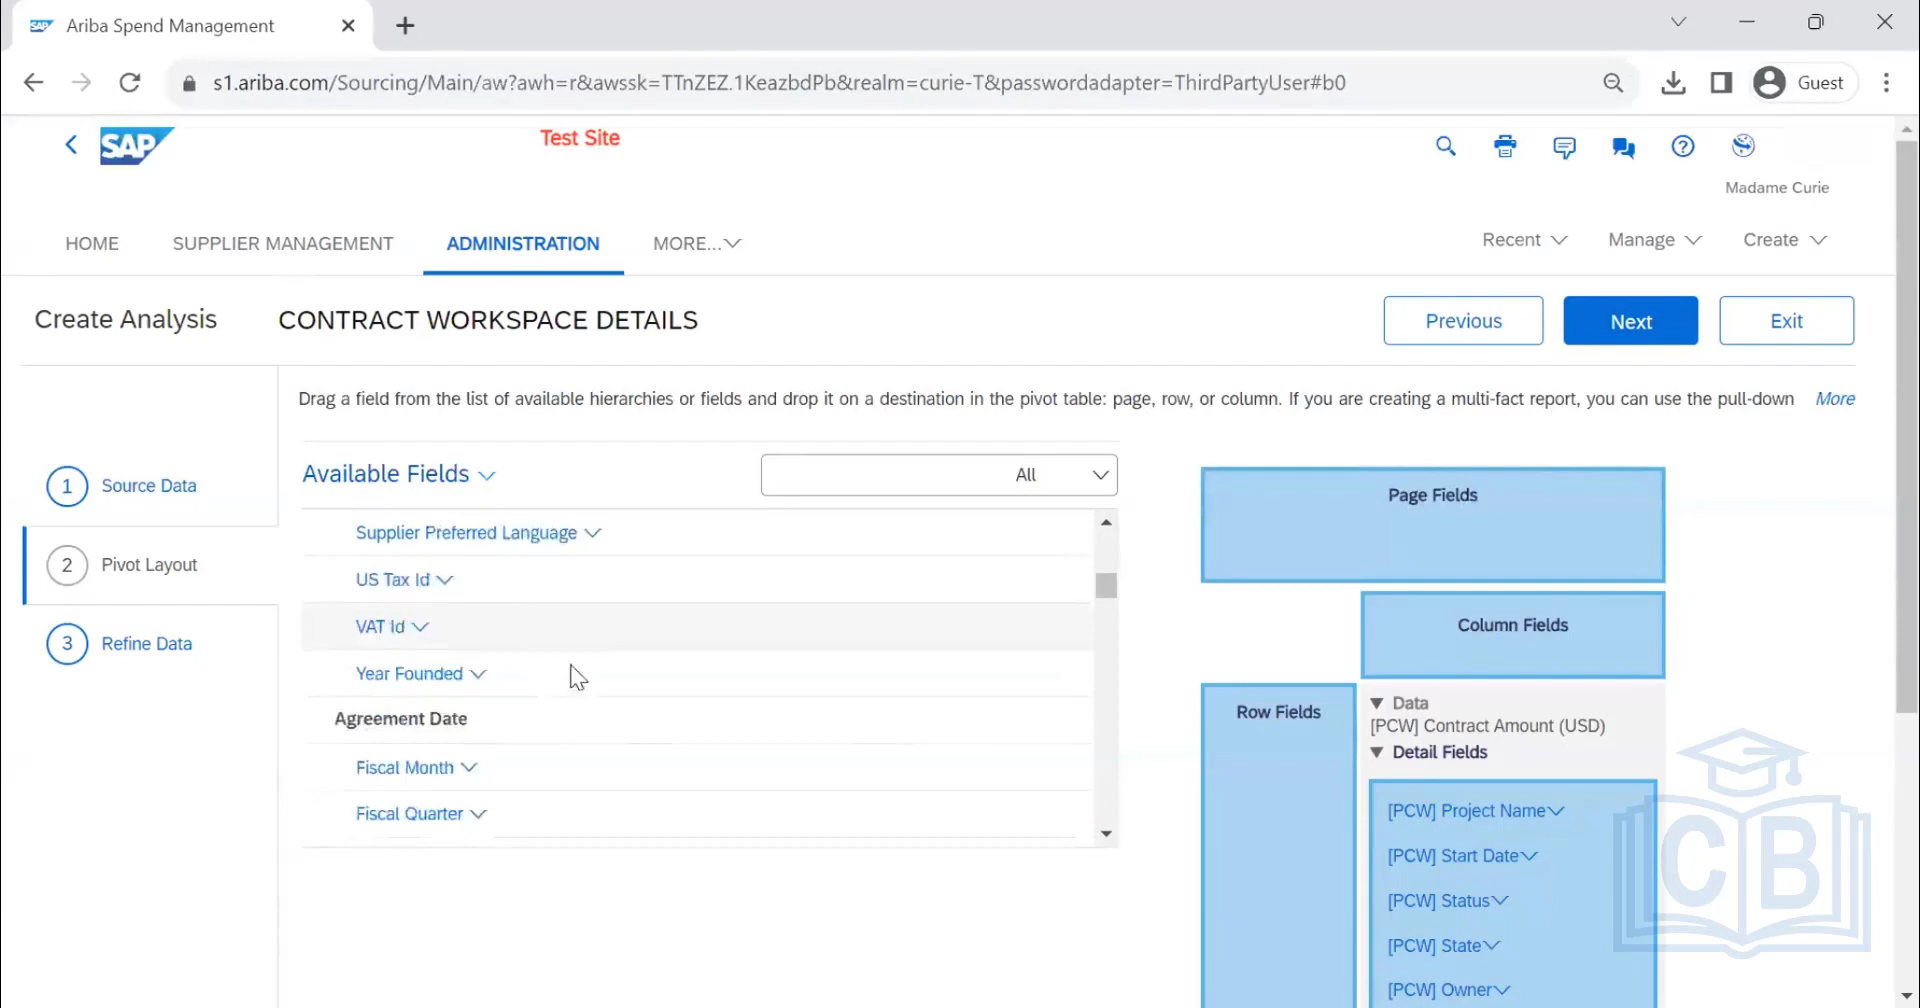 SAP Ariba Spend Management
s1.ariba.com/Sourcing/Main/aw?awh=r&awssk=TTnZEZ.1KeazbdPb&realm=curie-T&passwordadapter=ThirdPartyUser#b0
Guest
SAP
Test Site
Madame Curie
HOME SUPPLIER MANAGEMENT ADMINISTRATION MORE... Recent Manage Create
Create Analysis CONTRACT WORKSPACE DETAILS Previous Next Exit
Drag a field from the list of available hierarchies or fields and drop it on a destination in the pivot table: page, row, or column. If you are creating a multi-fact report, you can use the pull-down More
1 Source Data
2 Pivot Layout
3 Refine Data
Available Fields All
Supplier Preferred Language
US Tax Id
VAT Id
Year Founded
Agreement Date
Fiscal Month
Fiscal Quarter
Page Fields
Column Fields
Row Fields
Data
[PCW] Contract Amount (USD)
Detail Fields
[PCW] Project Name
[PCW] Start Date
[PCW] Status
[PCW] State
[PCW] Owner
CB